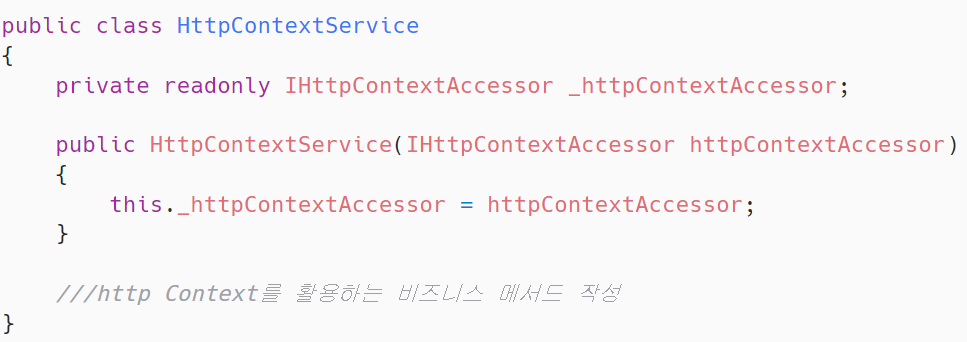 public class HttpContextService
{
    private readonly IHttpContextAccessor _httpContextAccessor;
    public HttpContextService(IHttpContextAccessor httpContextAccessor)
    {
        this._httpContextAccessor = httpContextAccessor;
    }
    ///http Context를 활용하는 비즈니스 메서드 작성
}